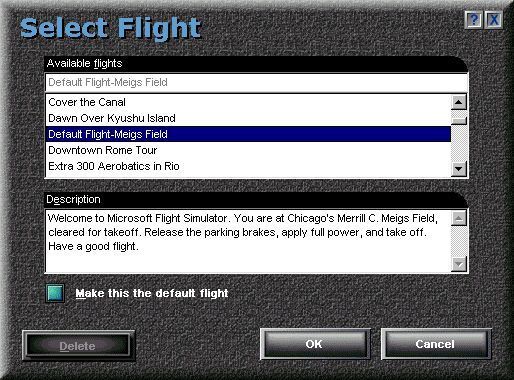 Select Flight
? X
Available flights
Default Flight-Meigs Field
Cover the Canal
Dawn Over Kyushu Island
Default Flight-Meigs Field
Downtown Rome Tour
Extra 300 Aerobatics in Rio
Description
Welcome to Microsoft Flight Simulator. You are at Chicago's Merrill C. Meigs Field,
cleared for takeoff. Release the parking brakes, apply full power, and take off.
Have a good flight.
Make this the default flight
Delete
OK
Cancel